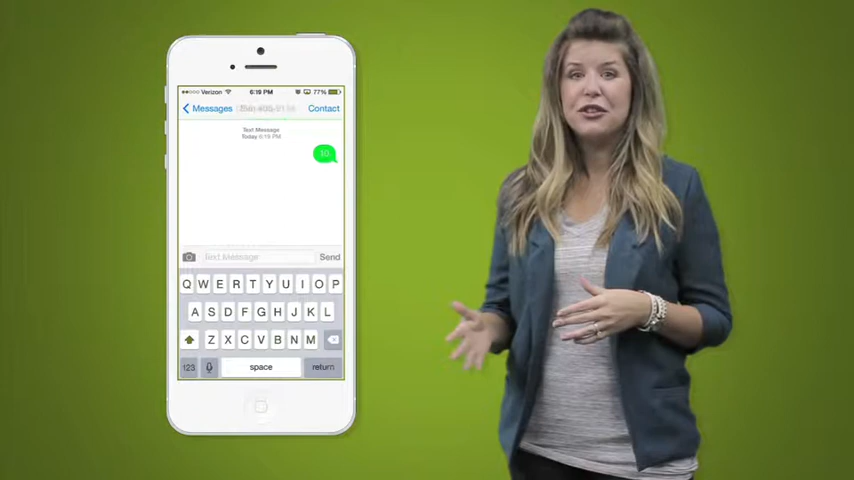 Verizon 6:19 PM 77%
Messages Contact
Text Message
Today 6:19 PM
10
Text Message Send
Q W E R T Y U I O P
A S D F G H J K L
Z X C V B N M
123 space return